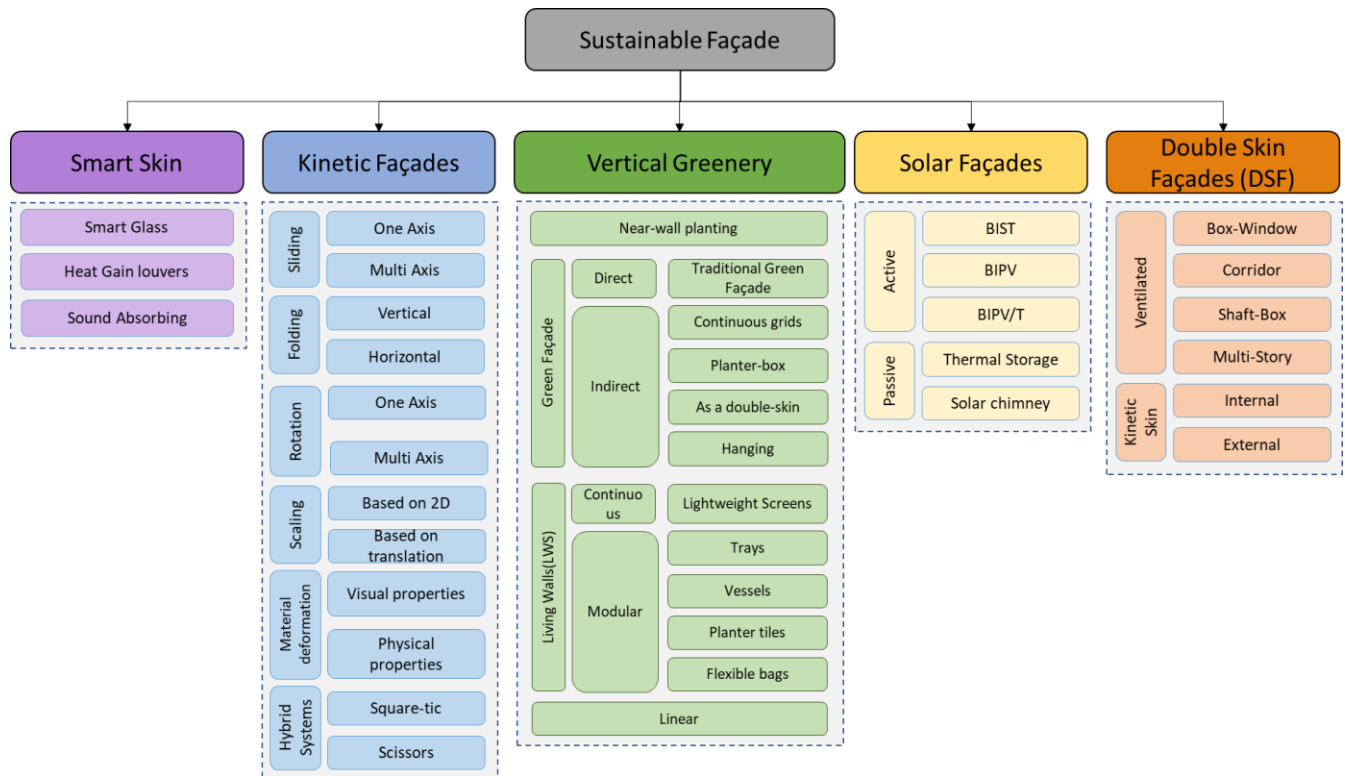 Sustainable Façade
Smart Skin
Smart Glass
Heat Gain louvers
Sound Absorbing
Kinetic Façades
Sliding
One Axis
Multi Axis
Folding
Vertical
Horizontal
Rotation
One Axis
Multi Axis
Scaling
Based on 2D
Based on
translation
Material
deformation
Visual properties
Physical
properties
Hybrid
Systems
Square-tic
Scissors
Vertical Greenery
Near-wall planting
Green Façade
Direct
Traditional Green
Façade
Indirect
Continuous grids
Planter-box
As a double-skin
Hanging
Living Walls(LWS)
Continuo
us
Lightweight Screens
Modular
Trays
Vessels
Planter tiles
Flexible bags
Linear
Solar Façades
Active
BIST
BIPV
BIPV/T
Passive
Thermal Storage
Solar chimney
Double Skin
Façades (DSF)
Ventilated
Box-Window
Corridor
Shaft-Box
Multi-Story
Kinetic
Skin
Internal
External